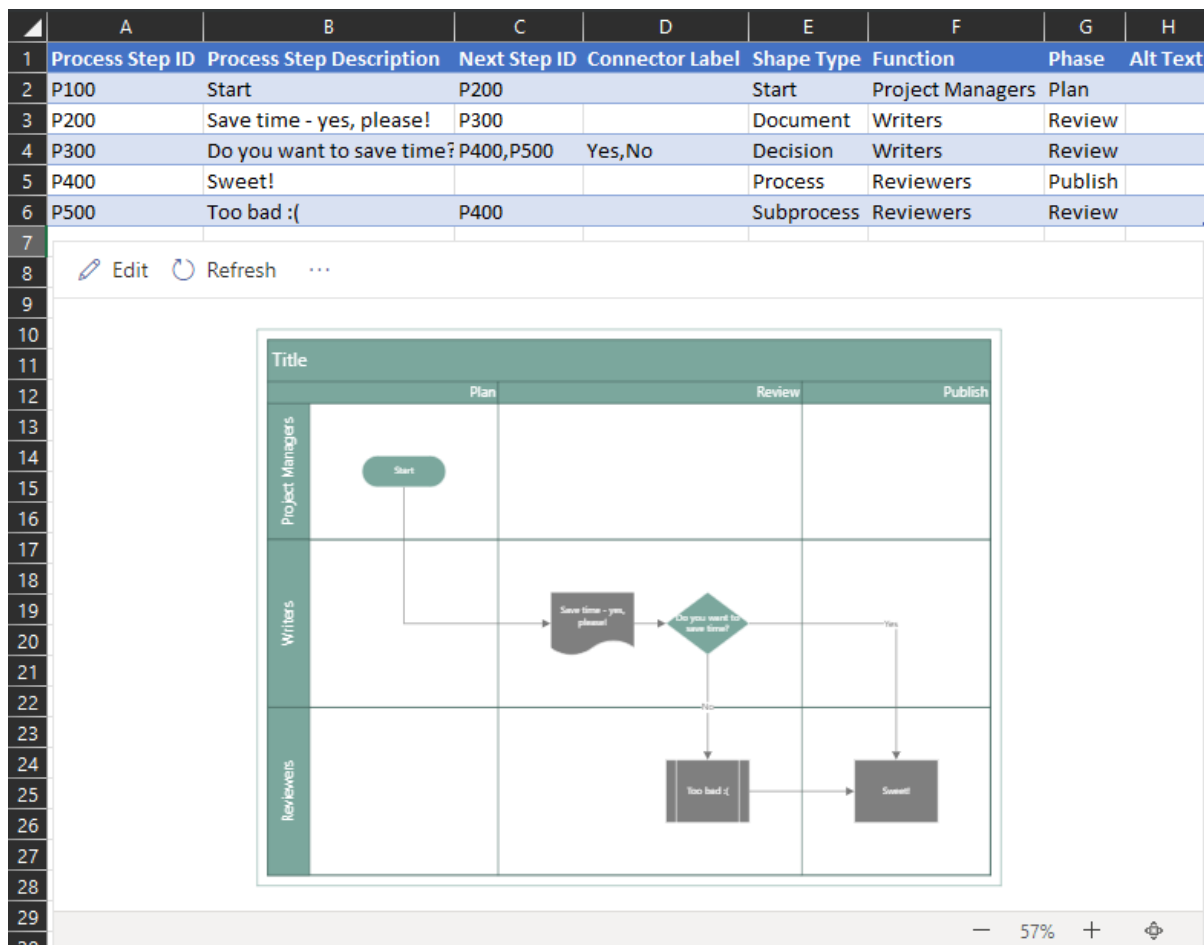 A B C D E F G H
1 Process Step ID Process Step Description Next Step ID Connector Label Shape Type Function Phase Alt Text
2 P100 Start P200 Start Project Managers Plan
3 P200 Save time - yes, please! P300 Document Writers Review
4 P300 Do you want to save time? P400,P500 Yes,No Decision Writers Review
5 P400 Sweet! Process Reviewers Publish
6 P500 Too bad :( P400 Subprocess Reviewers Review
7
8 Edit Refresh ...
9
10
11 Title
12 Plan Review Publish
13
14 Project Managers
15 Start
16
17
18
19 Save time - yes,
please!
Do you want to
save time?
Writers
Yes
20
21
22 No
23
24
25 Reviewers
Too bad :(
Sweet!
26
27
28
29
57%